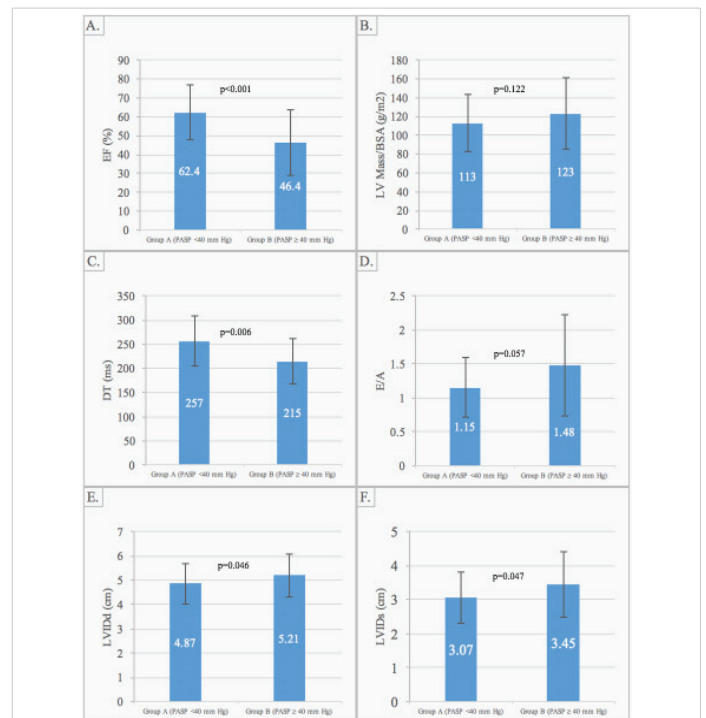 A.
EF (%)
90
80
70
60
50
40
30
20
10
0
p<0.001
62.4
46.4
Group A (PASP <40 mm Hg)
Group B (PASP ≥ 40 mm Hg)
B.
LV Mass/BSA (g/m2)
180
160
140
120
100
80
60
40
20
0
p=0.122
113
123
Group A (PASP <40 mm Hg)
Group B (PASP ≥ 40 mm Hg)
C.
DT (ms)
350
300
250
200
150
100
50
0
p=0.006
257
215
Group A (PASP <40 mm Hg)
Group B (PASP ≥ 40 mm Hg)
D.
E/A
2.5
2
1.5
1
0.5
0
p=0.057
1.15
1.48
Group A (PASP <40 mm Hg)
Group B (PASP ≥ 40 mm Hg)
E.
LVIDd (cm)
7
6
5
4
3
2
1
0
p=0.046
4.87
5.21
Group A (PASP <40 mm Hg)
Group B (PASP ≥ 40 mm Hg)
F.
LVIDs (cm)
5
4
3
2
1
0
p=0.047
3.07
3.45
Group A (PASP <40 mm Hg)
Group B (PASP ≥ 40 mm Hg)